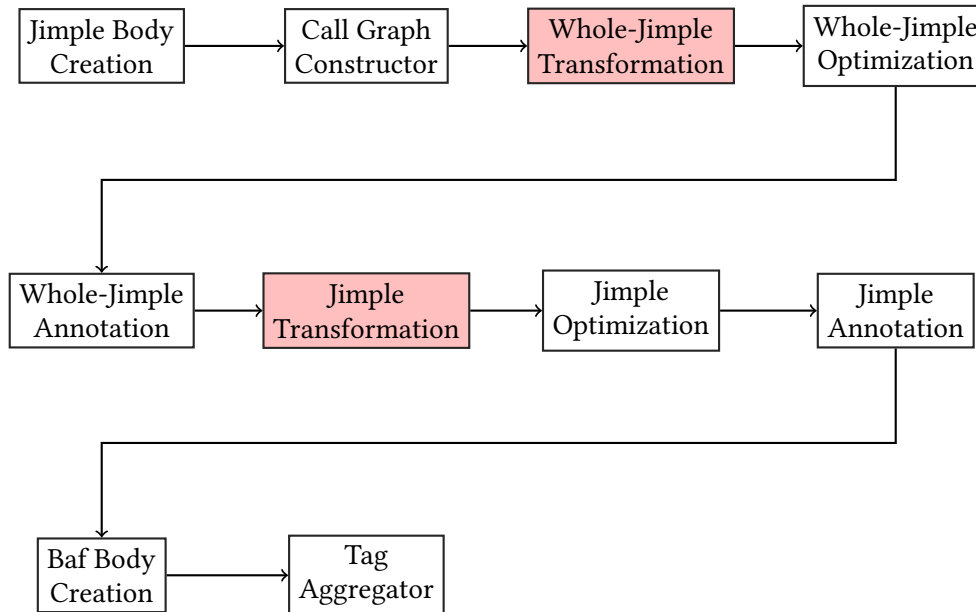 Jimple Body
Creation
Call Graph
Constructor
Whole-Jimple
Transformation
Whole-Jimple
Optimization
Whole-Jimple
Annotation
Jimple
Transformation
Jimple
Optimization
Jimple
Annotation
Baf Body
Creation
Tag
Aggregator